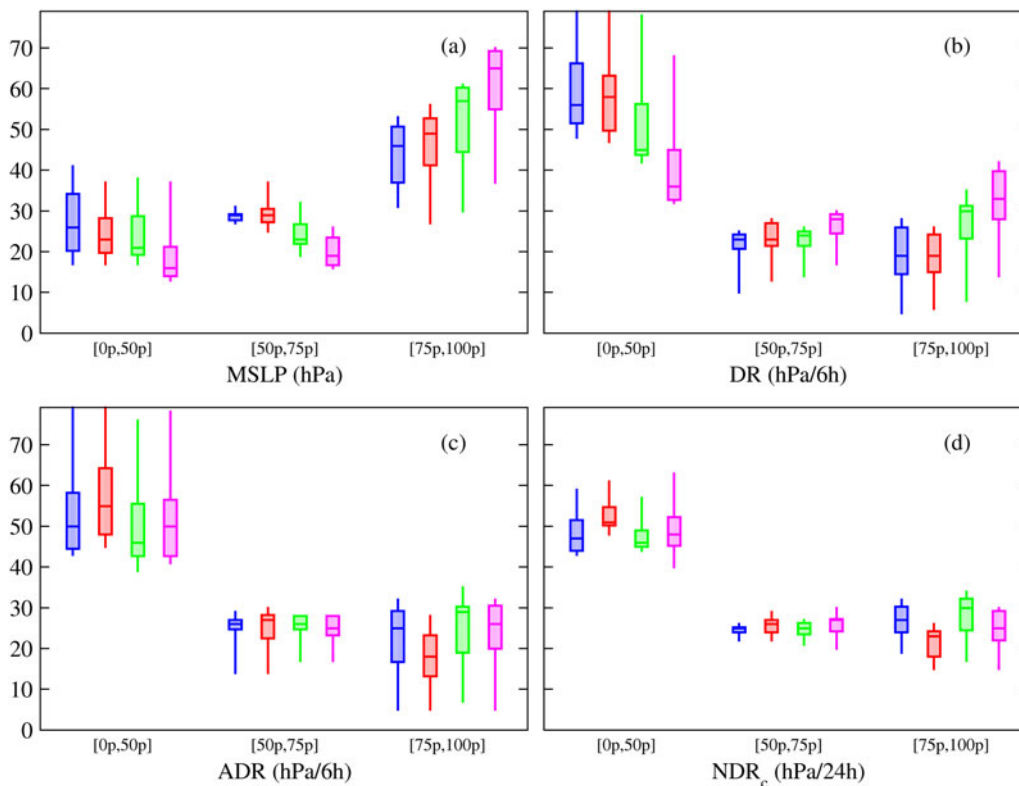 (a)
(b)
70
60
50
40
30
20
10
0
[0p,50p] [50p,75p] [75p,100p]
[0p,50p] [50p,75p] [75p,100p]
MSLP (hPa)
DR (hPa/6h)
(c)
(d)
70
60
50
40
30
20
10
0
[0p,50p] [50p,75p] [75p,100p]
[0p,50p] [50p,75p] [75p,100p]
ADR (hPa/6h)
NDRc (hPa/24h)